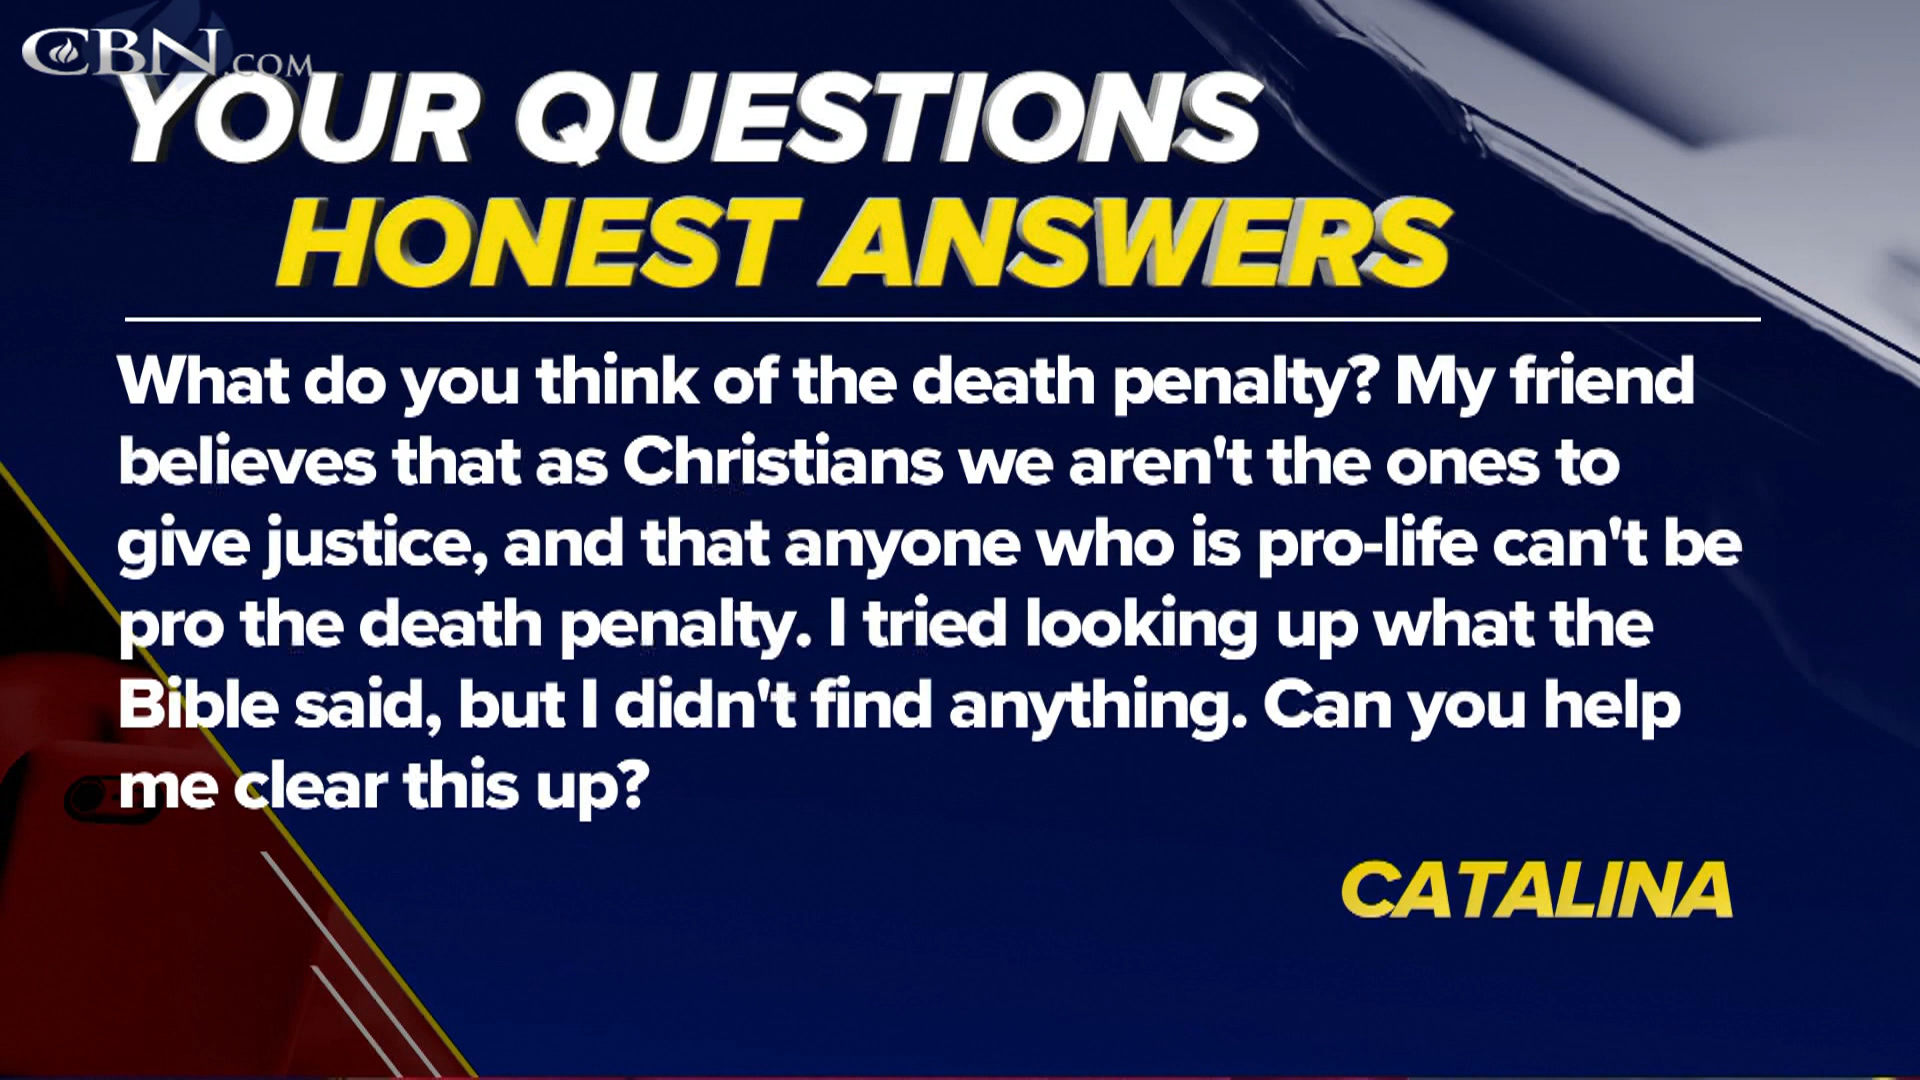 CBN.COM
YOUR QUESTIONS
HONEST ANSWERS
What do you think of the death penalty? My friend
believes that as Christians we aren't the ones to
give justice, and that anyone who is pro-life can't be
pro the death penalty. I tried looking up what the
Bible said, but I didn't find anything. Can you help
me clear this up?
CATALINA